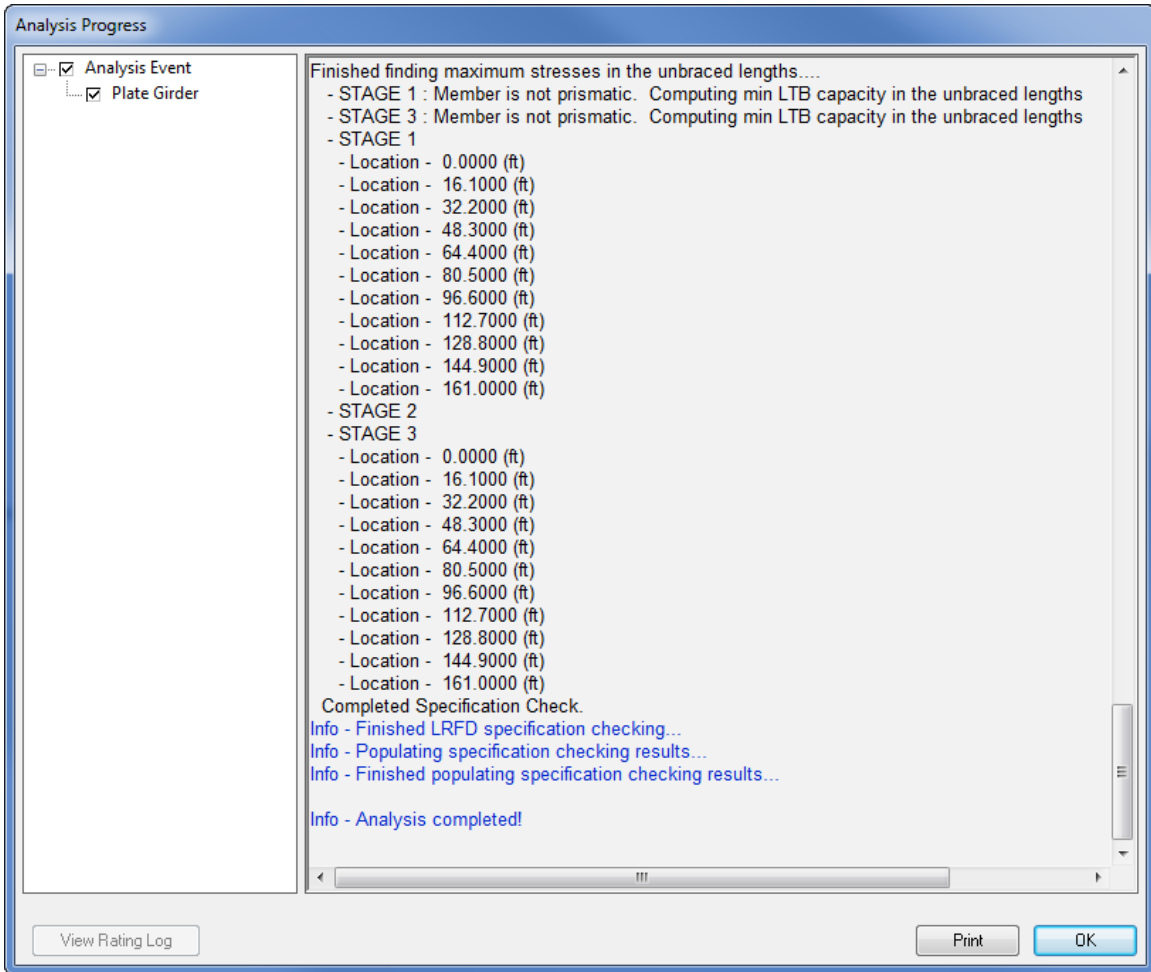 Analysis Progress
Analysis Event
Plate Girder
Finished finding maximum stresses in the unbraced lengths....
- STAGE 1 : Member is not prismatic.  Computing min LTB capacity in the unbraced lengths
- STAGE 3 : Member is not prismatic.  Computing min LTB capacity in the unbraced lengths
- STAGE 1
- Location -  0.0000 (ft)
- Location -  16.1000 (ft)
- Location -  32.2000 (ft)
- Location -  48.3000 (ft)
- Location -  64.4000 (ft)
- Location -  80.5000 (ft)
- Location -  96.6000 (ft)
- Location -  112.7000 (ft)
- Location -  128.8000 (ft)
- Location -  144.9000 (ft)
- Location -  161.0000 (ft)
- STAGE 2
- STAGE 3
- Location -  0.0000 (ft)
- Location -  16.1000 (ft)
- Location -  32.2000 (ft)
- Location -  48.3000 (ft)
- Location -  64.4000 (ft)
- Location -  80.5000 (ft)
- Location -  96.6000 (ft)
- Location -  112.7000 (ft)
- Location -  128.8000 (ft)
- Location -  144.9000 (ft)
- Location -  161.0000 (ft)
Completed Specification Check.
Info - Finished LRFD specification checking...
Info - Populating specification checking results...
Info - Finished populating specification checking results...
Info - Analysis completed!
View Rating Log
Print
OK